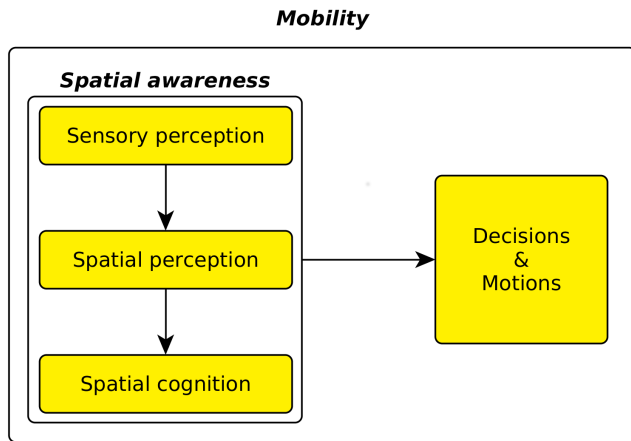 Mobility
Spatial awareness
Sensory perception
Spatial perception
Spatial cognition
Decisions
&
Motions